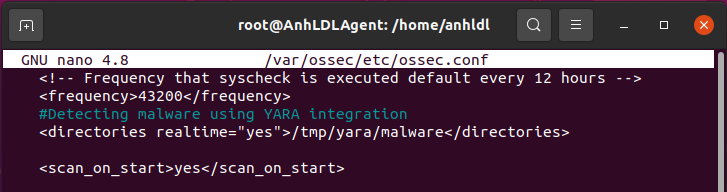 root@AnhLDLAgent: /home/anhldl
GNU nano 4.8 /var/ossec/etc/ossec.conf
<!-- Frequency that syscheck is executed default every 12 hours -->
<frequency>43200</frequency>
#Detecting malware using YARA integration
<directories realtime="yes">/tmp/yara/malware</directories>
<scan_on_start>yes</scan_on_start>